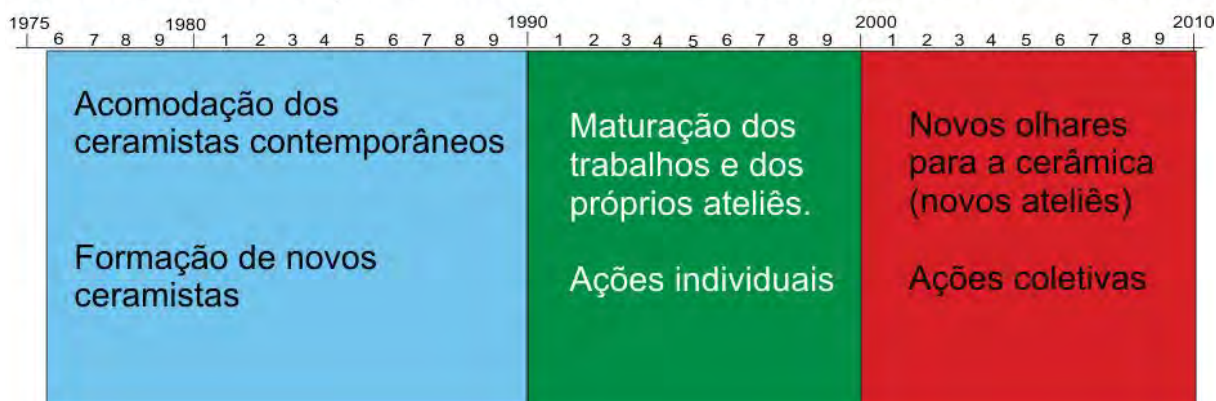 1975 1980 1990 2000 2010
6 7 8 9 1 2 3 4 5 6 7 8 9 1 2 3 4 5 6 7 8 9 1 2 3 4 5 6 7 8 9
Acomodação dos
ceramistas contemporâneos
Formação de novos
ceramistas
Maturação dos
trabalhos e dos
próprios ateliês.
Ações individuais
Novos olhares
para a cerâmica
(novos ateliês)
Ações coletivas